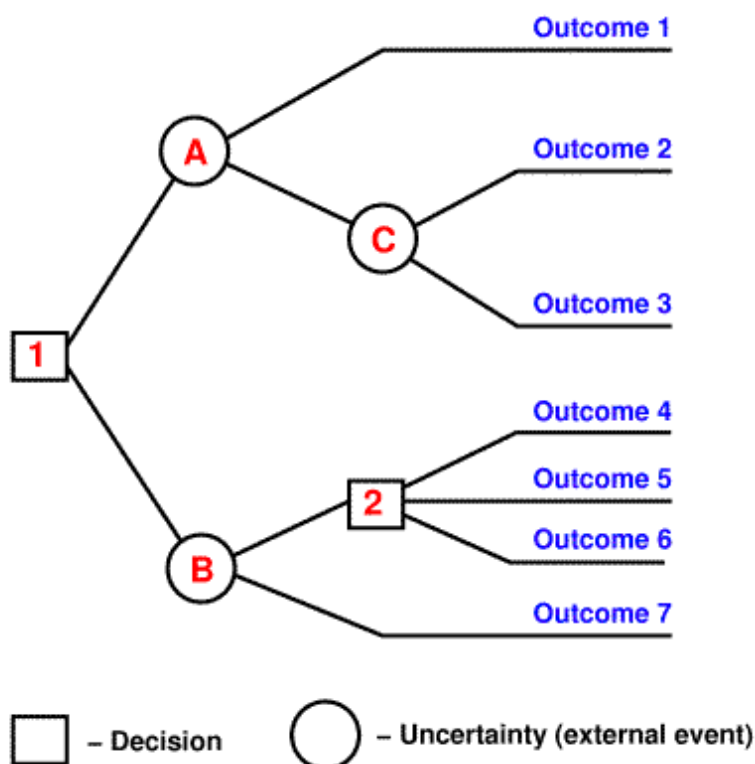 Outcome 1
A
Outcome 2
C
Outcome 3
1
Outcome 4
Outcome 5
2
Outcome 6
B
Outcome 7
– Decision
– Uncertainty (external event)